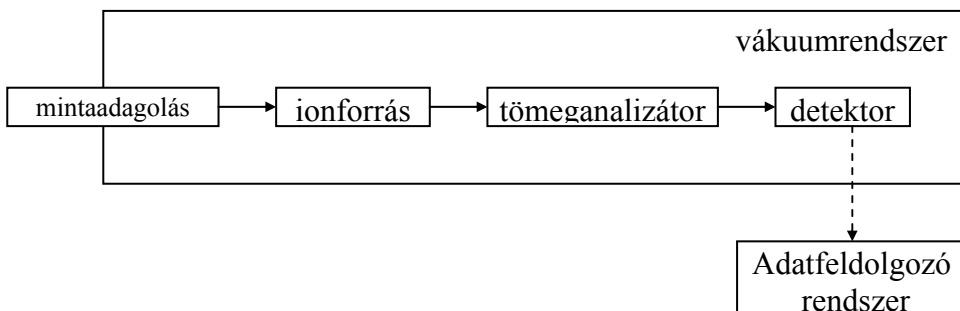 vákuumrendszer
mintaadagolás
ionforrás
tömeganalizátor
detektor
Adatfeldolgozó
rendszer